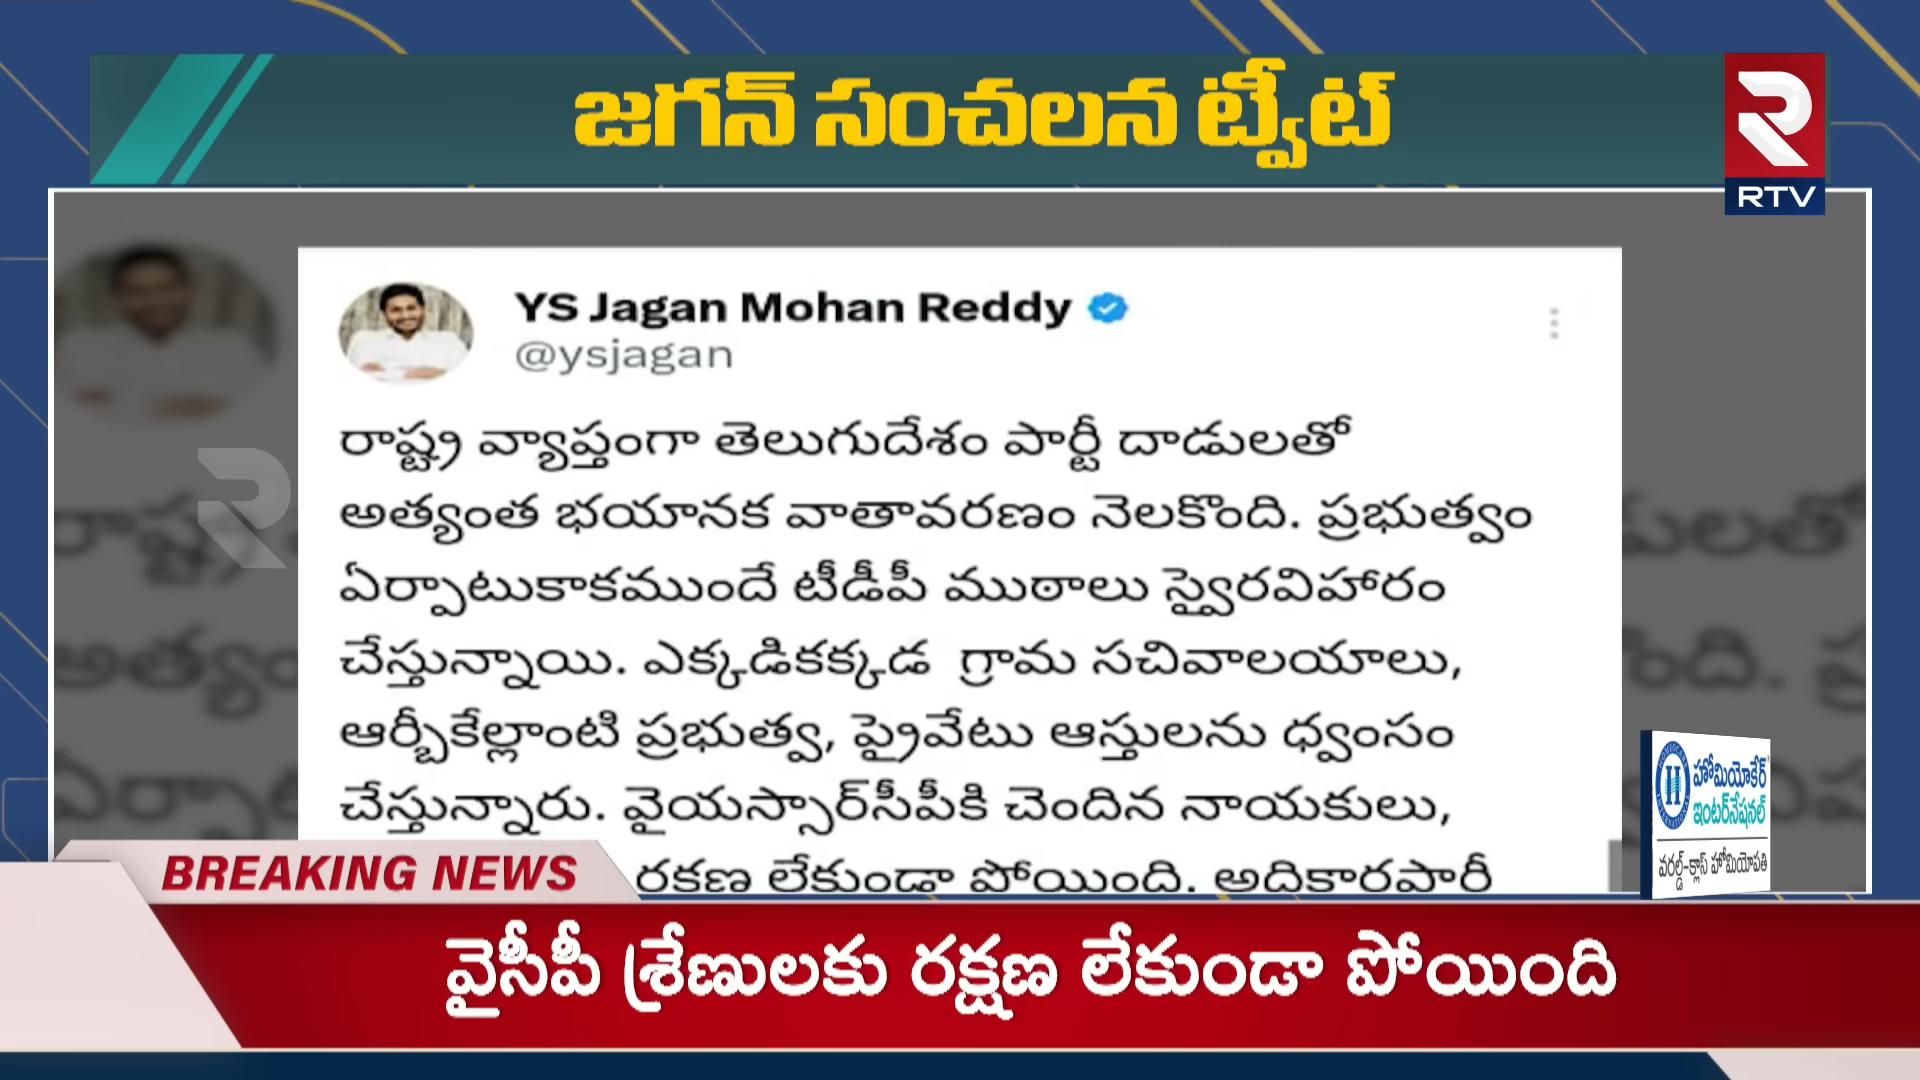 జగన్ సంచలన ట్వీట్
RTV
YS Jagan Mohan Reddy
@ysjagan
రాష్ట్ర వ్యాప్తంగా తెలుగుదేశం పార్టీ దాడులతో
అత్యంత భయానక వాతావరణం నెలకొంది. ప్రభుత్వం
ఏర్పాటుకాకముందే టీడీపీ ముఠాలు స్వైరవిహారం
చేస్తున్నాయి. ఎక్కడికక్కడ గ్రామ సచివాలయాలు,
ఆర్బీకేల్లాంటి ప్రభుత్వ, ప్రైవేటు ఆస్తులను ధ్వంసం
చేస్తున్నారు. వైయస్సార్‌సీపీకి చెందిన నాయకులు,
రక్షణ లేకుండా పోయింది. అధికారపార్టీ
హోమియోకేర్
ఇంటర్‌నేషనల్
వరల్డ్-క్లాస్ హోమియోపతి
BREAKING NEWS
వైసీపీ శ్రేణులకు రక్షణ లేకుండా పోయింది